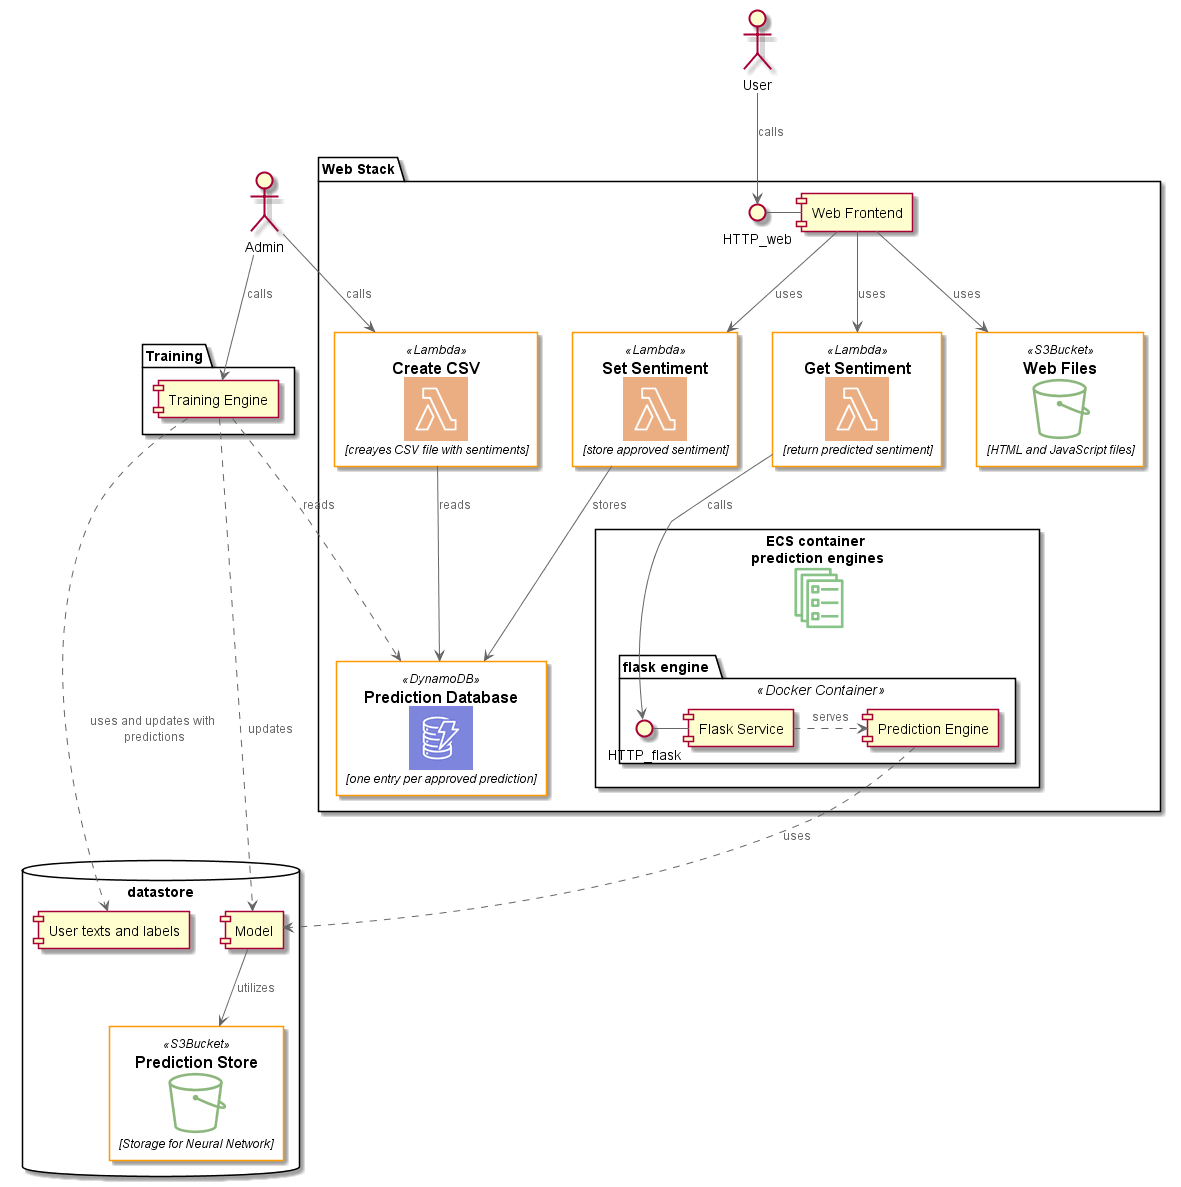 User
calls
Web Stack
Admin
HTTP_web
Web Frontend
calls
calls
uses
uses
uses
Training
Training Engine
«Lambda»
Create CSV
[creayes CSV file with sentiments]
«Lambda»
Set Sentiment
[store approved sentiment]
«Lambda»
Get Sentiment
[return predicted sentiment]
«S3Bucket»
Web Files
[HTML and JavaScript files]
reads
reads
stores
calls
ECS container
prediction engines
flask engine
«Docker Container»
HTTP_flask
Flask Service
serves
Prediction Engine
«DynamoDB»
Prediction Database
[one entry per approved prediction]
uses and updates with
predictions
updates
uses
datastore
User texts and labels
Model
utilizes
«S3Bucket»
Prediction Store
[Storage for Neural Network]